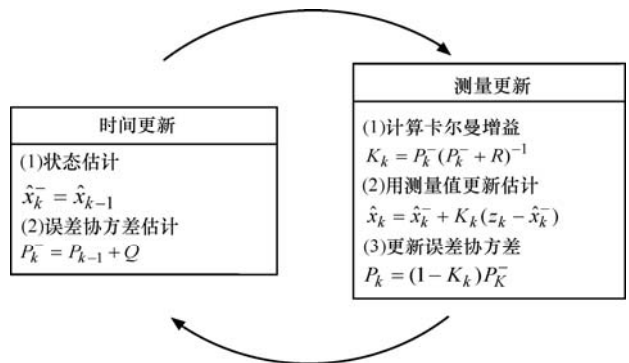 时间更新
(1)状态估计
x̂ₖ⁻ = x̂ₖ₋₁
(2)误差协方差估计
Pₖ⁻ = Pₖ₋₁ + Q
测量更新
(1)计算卡尔曼增益
Kₖ = Pₖ⁻(Pₖ⁻ + R)⁻¹
(2)用测量值更新估计
x̂ₖ = x̂ₖ⁻ + Kₖ(zₖ − x̂ₖ⁻)
(3)更新误差协方差
Pₖ = (1 − Kₖ)P_K⁻